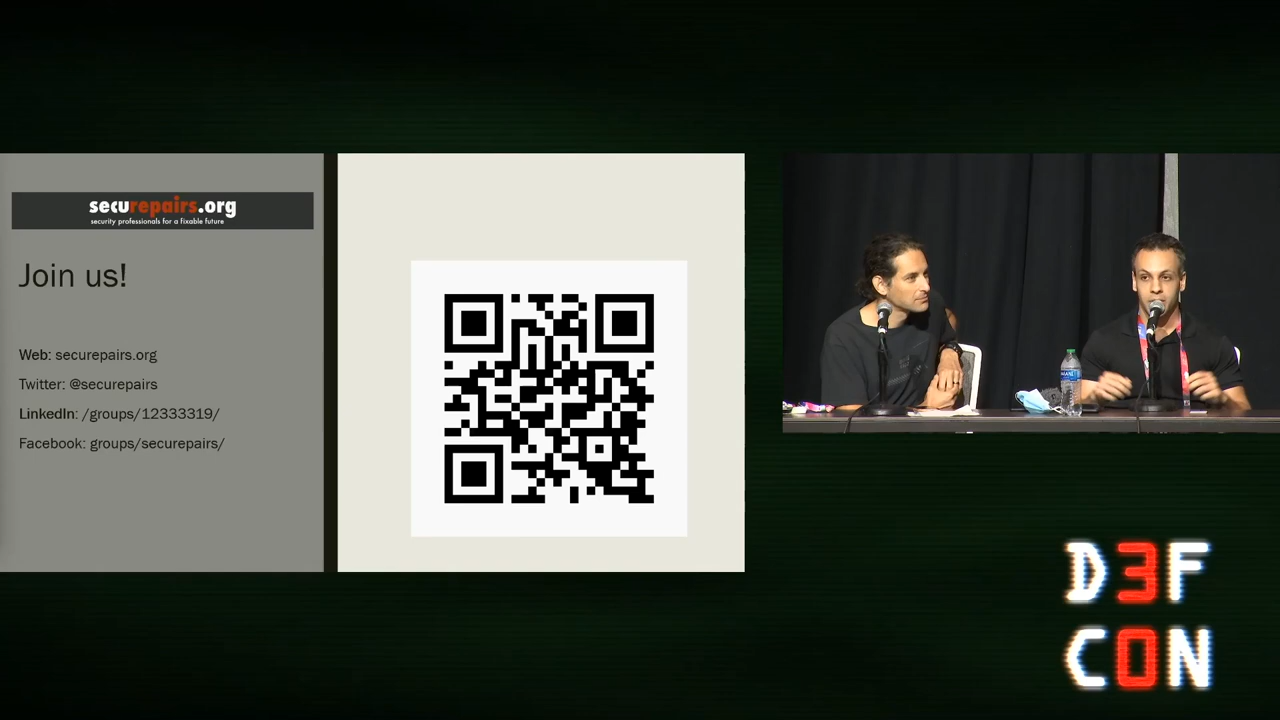 securepairs.org
security professionals for a fixable future
Join us!
Web: securepairs.org
Twitter: @securepairs
LinkedIn: /groups/12333319/
Facebook: groups/securepairs/
D3F
C0N